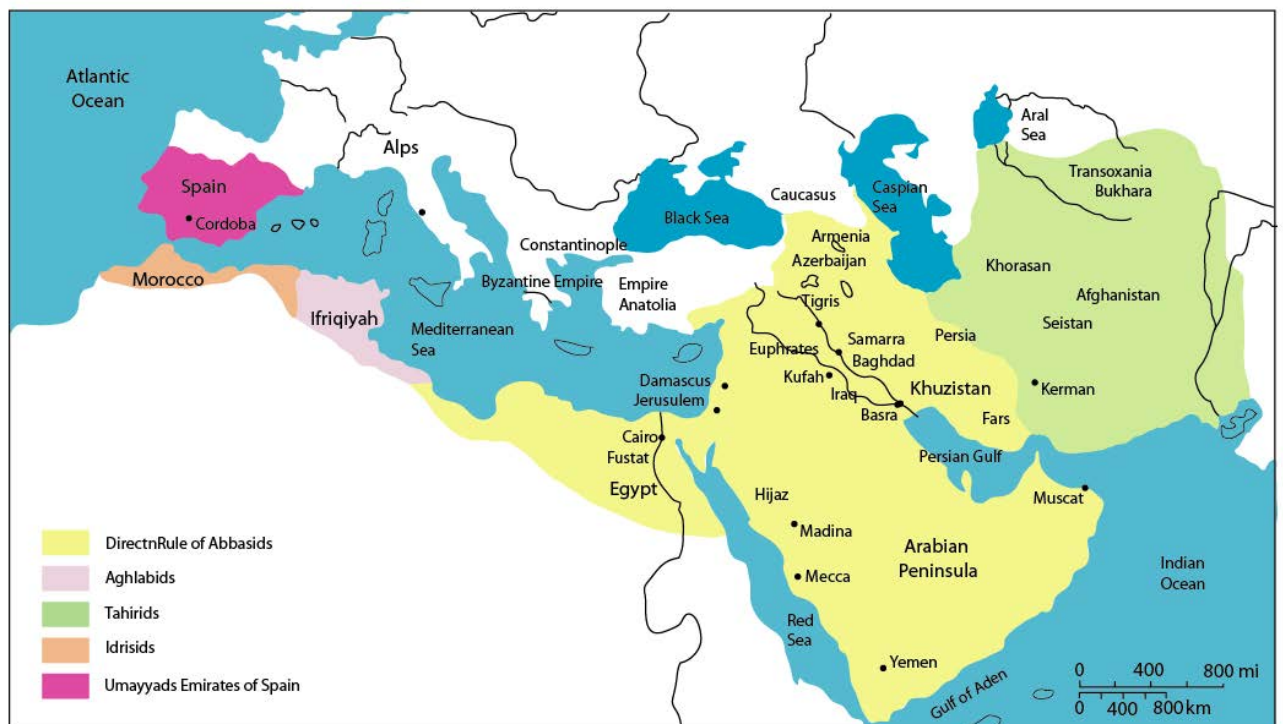 Atlantic
Ocean
Aral
Sea
Alps
Transoxania
Bukhara
Spain
Cordoba
Caucasus
Caspian
Sea
Black Sea
Constantinople
Armenia
Azerbaijan
Khorasan
Morocco
Byzantine Empire
Empire
Anatolia
Afghanistan
Tigris
Ifriqiyah
Seistan
Mediterranean
Sea
Persia
Samarra
Euphrates
Baghdad
Damascus
Kufah
Khuzistan
Kerman
Jerusulem
Iraq
Basra
Fars
Cairo
Fustat
Persian Gulf
Egypt
Hijaz
Muscat
Madina
DirectnRule of Abbasids
Arabian
Peninsula
Aghlabids
Mecca
Indian
Ocean
Tahirids
Red
Sea
Idrisids
Yemen
Umayyads Emirates of Spain
Gulf of Aden
0 400 800 mi
0 400 800km